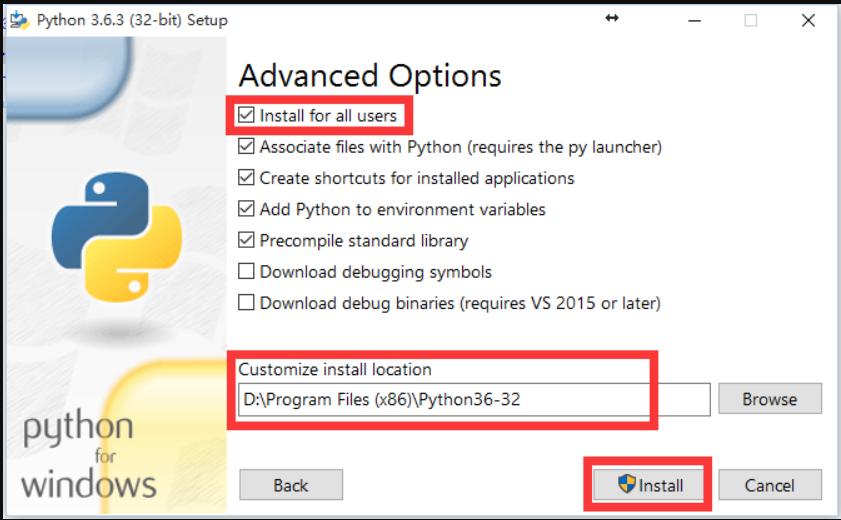 Python 3.6.3 (32-bit) Setup
Advanced Options
Install for all users
Associate files with Python (requires the py launcher)
Create shortcuts for installed applications
Add Python to environment variables
Precompile standard library
Download debugging symbols
Download debug binaries (requires VS 2015 or later)
Customize install location
D:\Program Files (x86)\Python36-32
Browse
python
for
windows
Back
Install
Cancel